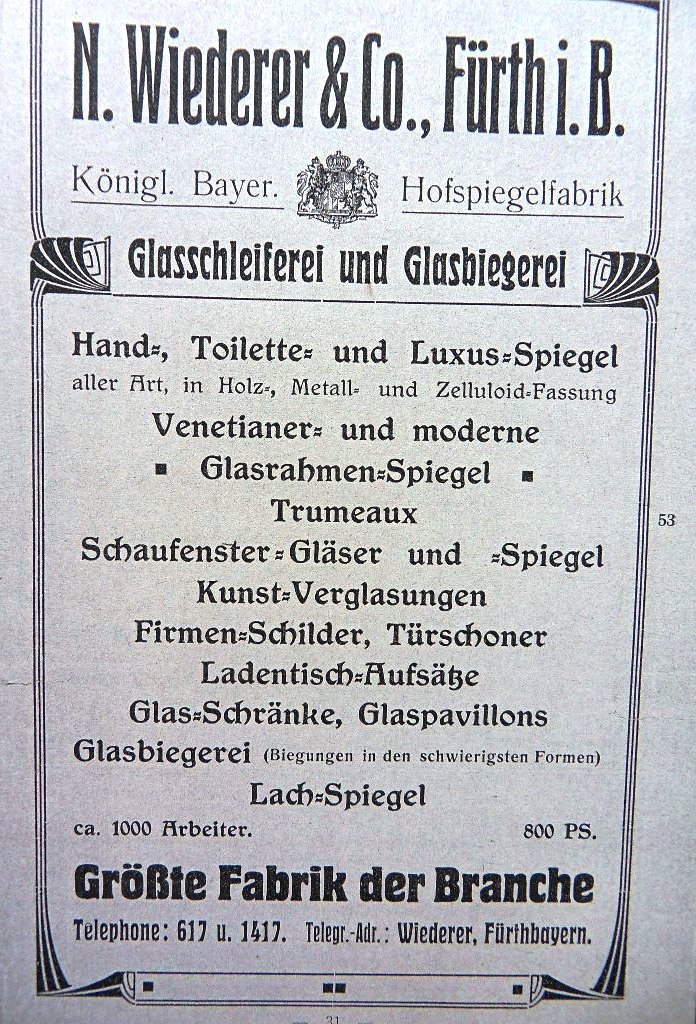 N. Wiederer & Co., Fürth i. B.
Königl. Bayer. Hofspiegelfabrik
Glasschleiferei und Glasbiegerei
Hand-, Toilette- und Luxus-Spiegel
aller Art, in Holz-, Metall- und Zelluloid-Fassung
Venetianer- und moderne
Glasrahmen-Spiegel
Trumeaux
53
Schaufenster-Gläser und -Spiegel
Kunst-Verglasungen
Firmen-Schilder, Türschoner
Ladentisch-Aufsätze
Glas-Schränke, Glaspavillons
Glasbiegerei (Biegungen in den schwierigsten Formen)
Lach-Spiegel
ca. 1000 Arbeiter. 800 PS.
Größte Fabrik der Branche
Telephone: 617 u. 1417. Telegr.-Adr.: Wiederer, Fürthbayern.
— 31 —